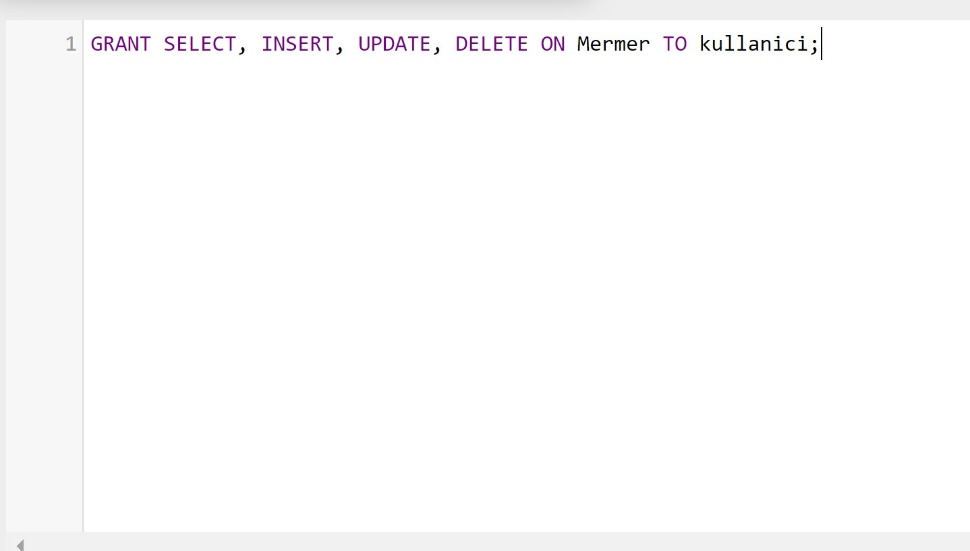 1 GRANT SELECT, INSERT, UPDATE, DELETE ON Mermer TO kullanici;